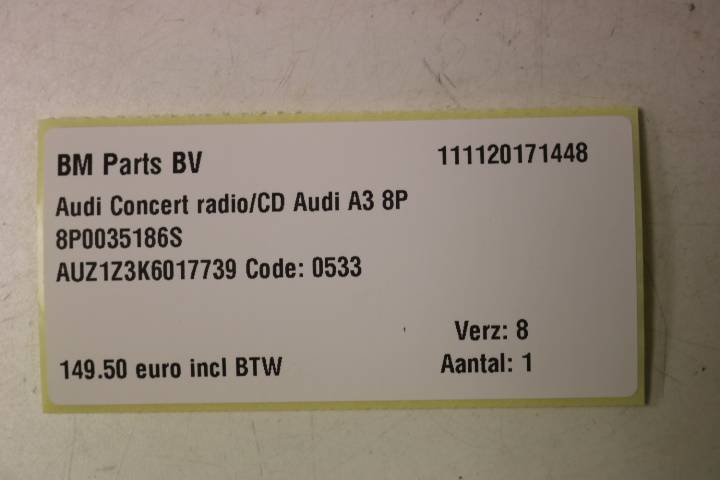 BM Parts BV 111120171448
Audi Concert radio/CD Audi A3 8P
8P0035186S
AUZ1Z3K6017739 Code: 0533
Verz: 8
149.50 euro incl BTW Aantal: 1